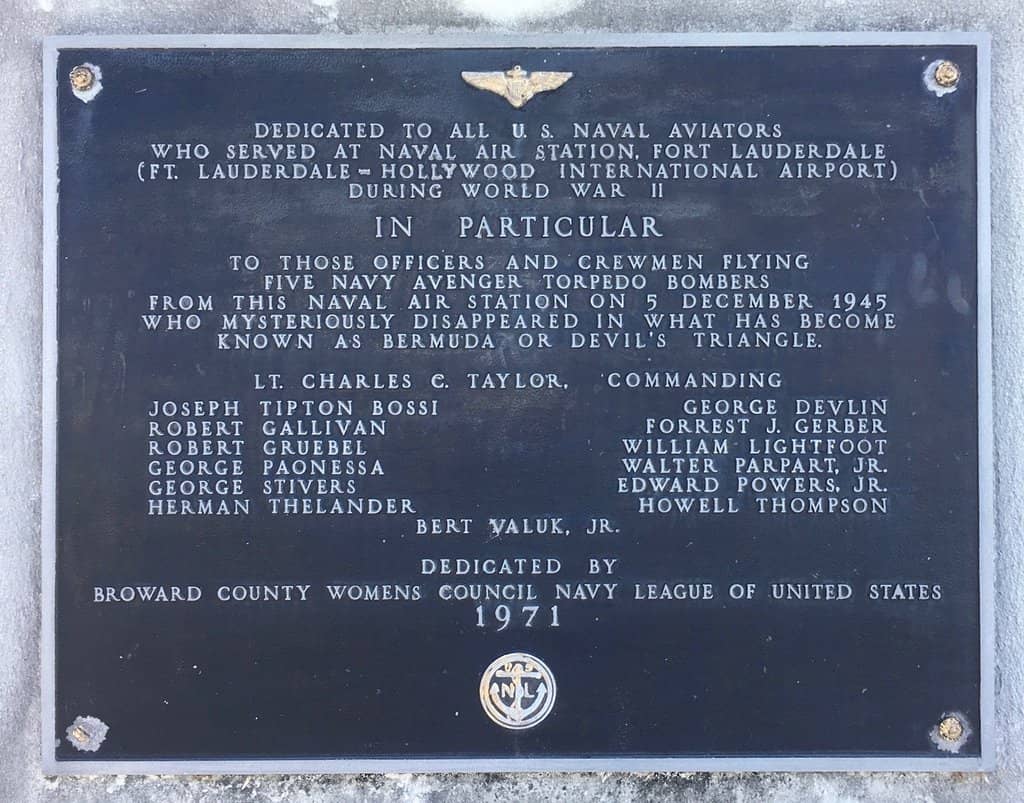 DEDICATED TO ALL U. S. NAVAL AVIATORS
WHO SERVED AT NAVAL AIR STATION, FORT LAUDERDALE
(FT. LAUDERDALE = HOLLYWOOD INTERNATIONAL AIRPORT)
DURING WORLD WAR II
IN PARTICULAR
TO THOSE OFFICERS AND CREWMEN FLYING
FIVE NAVY AVENGER TORPEDO BOMBERS
FROM THIS NAVAL AIR STATION ON 5 DECEMBER 1945
WHO MYSTERIOUSLY DISAPPEARED IN WHAT HAS BECOME
KNOWN AS BERMUDA OR DEVIL'S TRIANGLE.
LT. CHARLES C. TAYLOR, COMMANDING
JOSEPH TIPTON BOSSI GEORGE DEVLIN
ROBERT GALLIVAN FORREST J. GERBER
ROBERT GRUEBEL WILLIAM LIGHTFOOT
GEORGE PAONESSA WALTER PARPART, JR.
GEORGE STIVERS EDWARD POWERS, JR.
HERMAN THELANDER HOWELL THOMPSON
BERT VALUK, JR.
DEDICATED BY
BROWARD COUNTY WOMENS COUNCIL NAVY LEAGUE OF UNITED STATES
1971
U S
N L